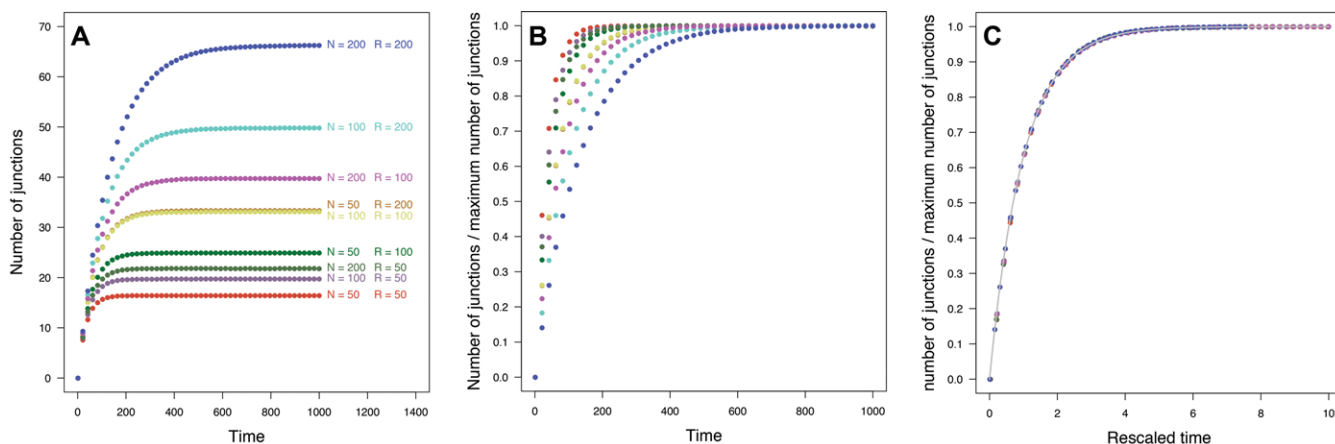 A
Number of junctions
70
60
50
40
30
20
10
0
N = 200 R = 200
N = 100 R = 200
N = 200 R = 100
N = 50 R = 200
N = 100 R = 100
N = 50 R = 100
N = 200 R = 50
N = 100 R = 50
N = 50 R = 50
0 200 400 600 800 1000 1200 1400
Time
B
Number of junctions / maximum number of junctions
1.0
0.9
0.8
0.7
0.6
0.5
0.4
0.3
0.2
0.1
0.0
0 200 400 600 800 1000
Time
C
number of junctions / maximum number of junctions
1.0
0.9
0.8
0.7
0.6
0.5
0.4
0.3
0.2
0.1
0.0
0 2 4 6 8 10
Rescaled time